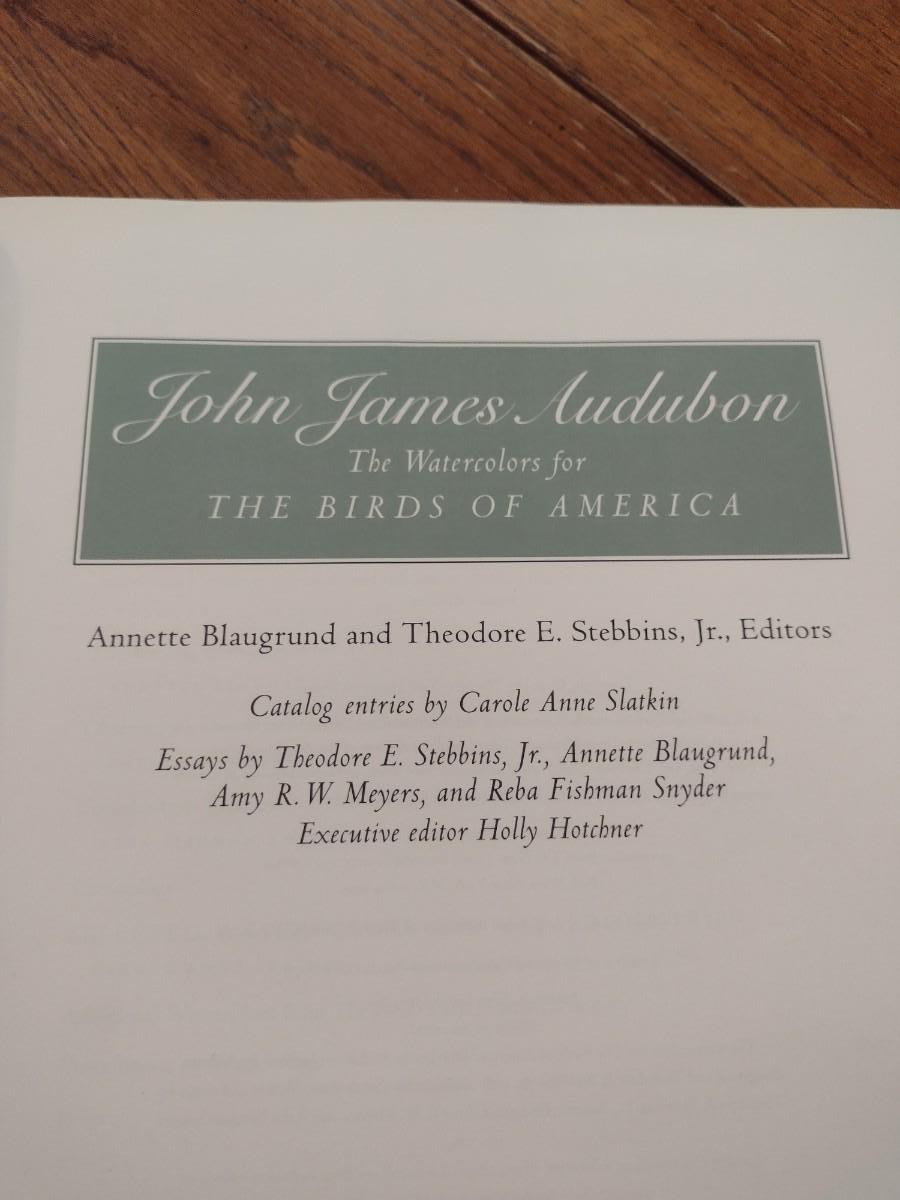 John James Audubon
The Watercolors for
THE BIRDS OF AMERICA
Annette Blaugrund and Theodore E. Stebbins, Jr., Editors
Catalog entries by Carole Anne Slatkin
Essays by Theodore E. Stebbins, Jr., Annette Blaugrund,
Amy R. W. Meyers, and Reba Fishman Snyder
Executive editor Holly Hotchner